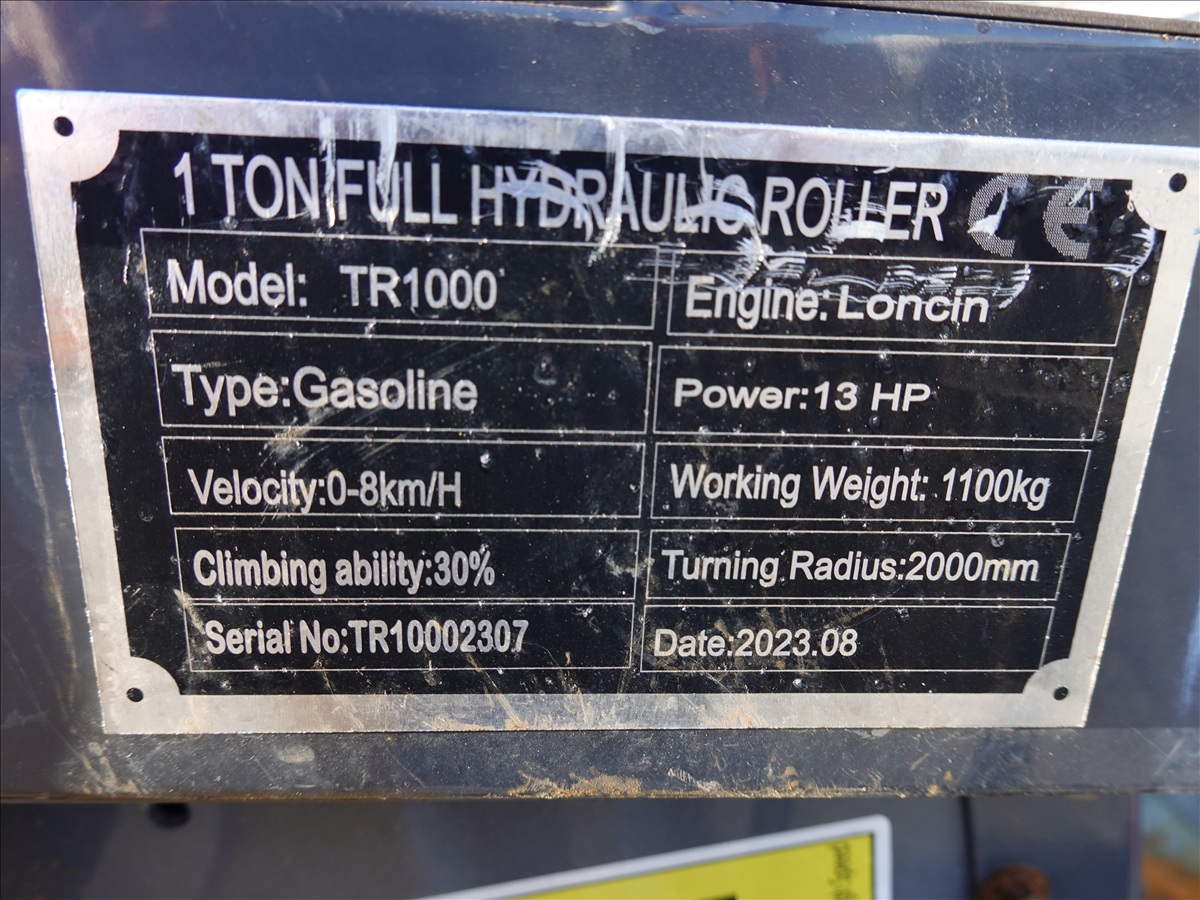 1 TON FULL HYDRAULIC ROLLER CE
Model: TR1000
Engine: Loncin
Type:Gasoline
Power:13 HP
Velocity:0-8km/H
Working Weight: 1100kg
Climbing ability:30%
Turning Radius:2000mm
Serial No:TR10002307
Date:2023.08